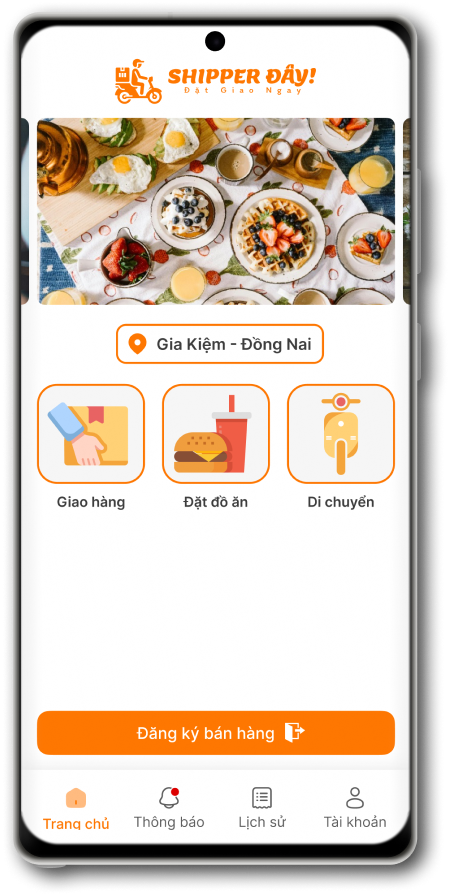 SHIPPER ĐÂY!
Đặt Giao Ngay
Gia Kiệm - Đồng Nai
Giao hàng
Đặt đồ ăn
Di chuyển
Đăng ký bán hàng
Trang chủ
Thông báo
Lịch sử
Tài khoản